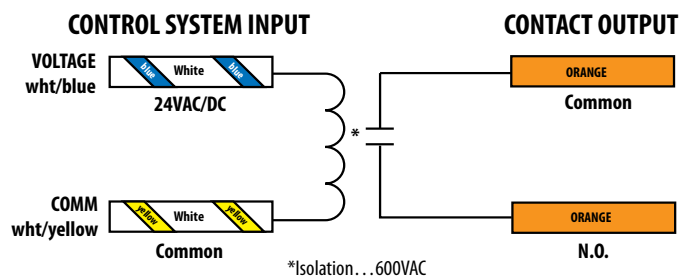 CONTROL SYSTEM INPUT
CONTACT OUTPUT
VOLTAGE
wht/blue
blue White blue
24VAC/DC
ORANGE
Common
*
COMM
wht/yellow
yellow White yellow
Common
ORANGE
N.O.
*Isolation...600VAC